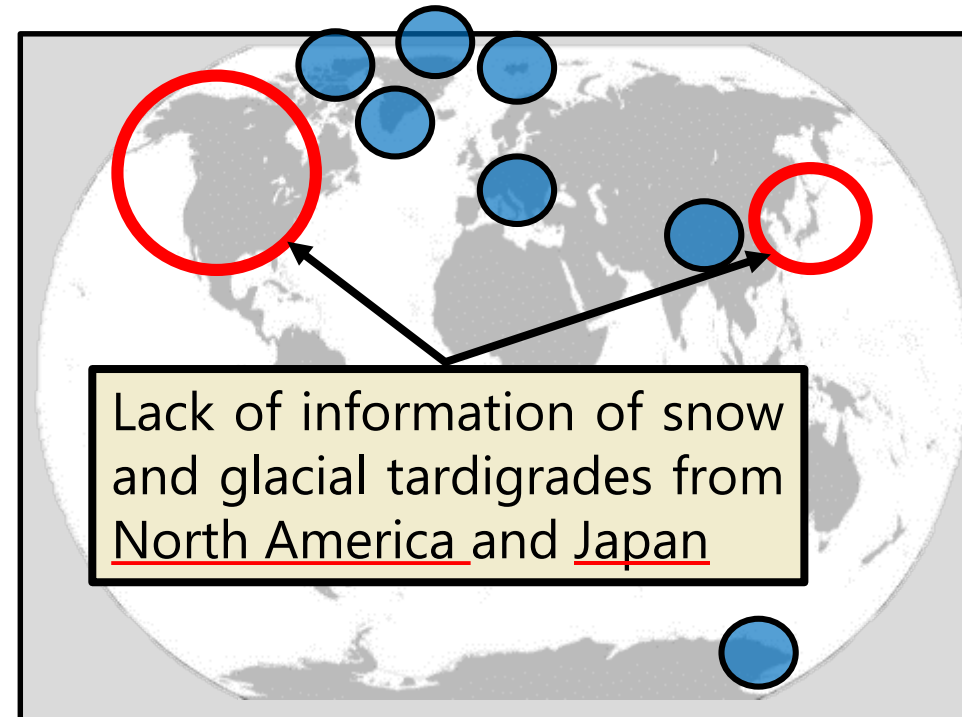 Lack of information of snow
and glacial tardigrades from
North America and Japan